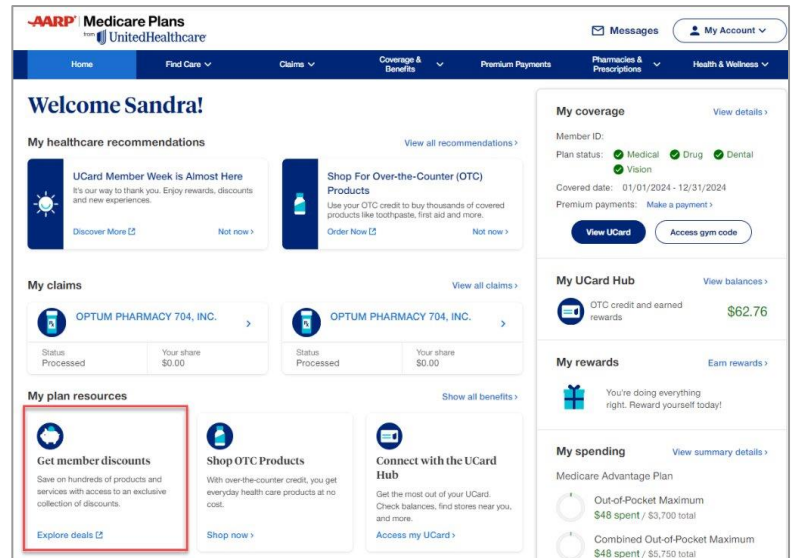 AARP Medicare Plans
from UnitedHealthcare
Messages
My Account
Home
Find Care
Claims
Coverage &
Benefits
Premium Payments
Pharmacies &
Prescriptions
Health & Wellness
Welcome Sandra!
My healthcare recommendations
View all recommendations
UCard Member Week is Almost Here
It's our way to thank you. Enjoy rewards, discounts
and new experiences.
Discover More
Not now
Shop For Over-the-Counter (OTC)
Products
Use your OTC credit to buy thousands of covered
products like toothpaste, first aid and more.
Order Now
Not now
My claims
View all claims
OPTUM PHARMACY 704, INC.
Status
Processed
Your share
$0.00
OPTUM PHARMACY 704, INC.
Status
Processed
Your share
$0.00
My plan resources
Show all benefits
Get member discounts
Save on hundreds of products and
services with access to an exclusive
collection of discounts.
Explore deals
Shop OTC Products
With over-the-counter credit, you get
everyday health care products at no
cost.
Shop now
Connect with the UCard
Hub
Get the most out of your UCard.
Check balances, find stores near you,
and more.
Access my UCard
My coverage
View details
Member ID:
Plan status: Medical Drug Dental
Vision
Covered date: 01/01/2024 - 12/31/2024
Premium payments: Make a payment
View UCard
Access gym code
My UCard Hub
View balances
OTC credit and earned
rewards
$62.76
My rewards
Earn rewards
You're doing everything
right. Reward yourself today!
My spending
View summary details
Medicare Advantage Plan
Out-of-Pocket Maximum
$48 spent / $3,700 total
Combined Out-of-Pocket Maximum
$48 spent / $5,750 total